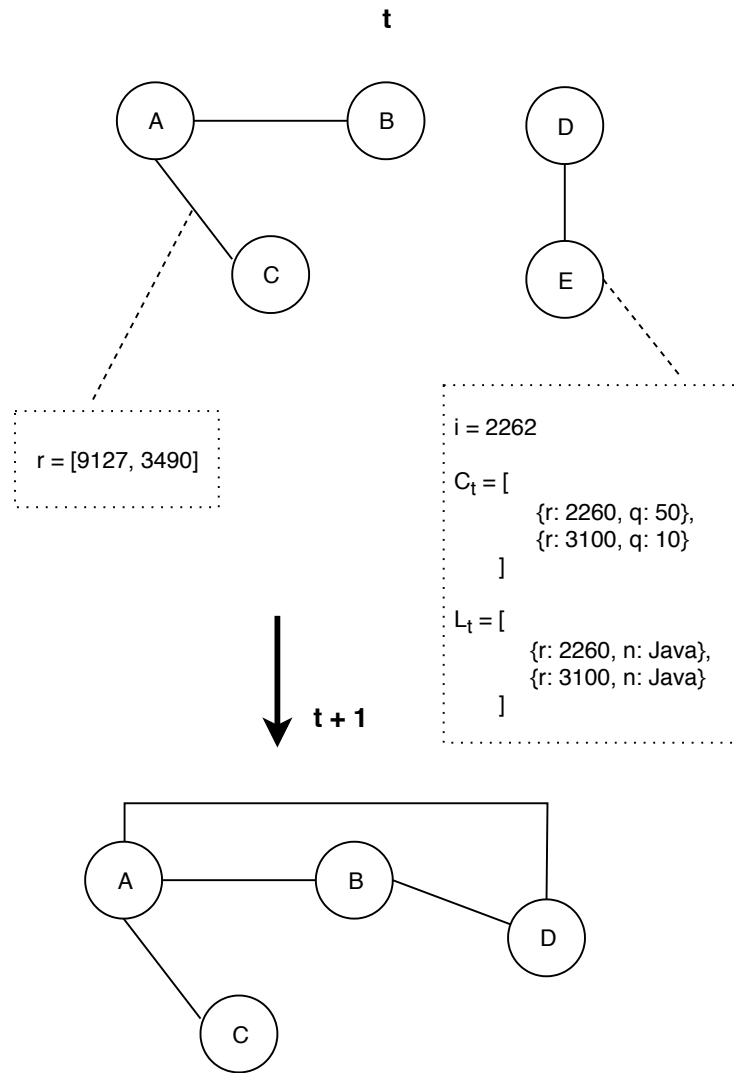 t
A
B
D
C
E
r = [9127, 3490]
i = 2262
Ct = [
{r: 2260, q: 50},
{r: 3100, q: 10}
]
Lt = [
{r: 2260, n: Java},
{r: 3100, n: Java}
]
t + 1
A
B
D
C